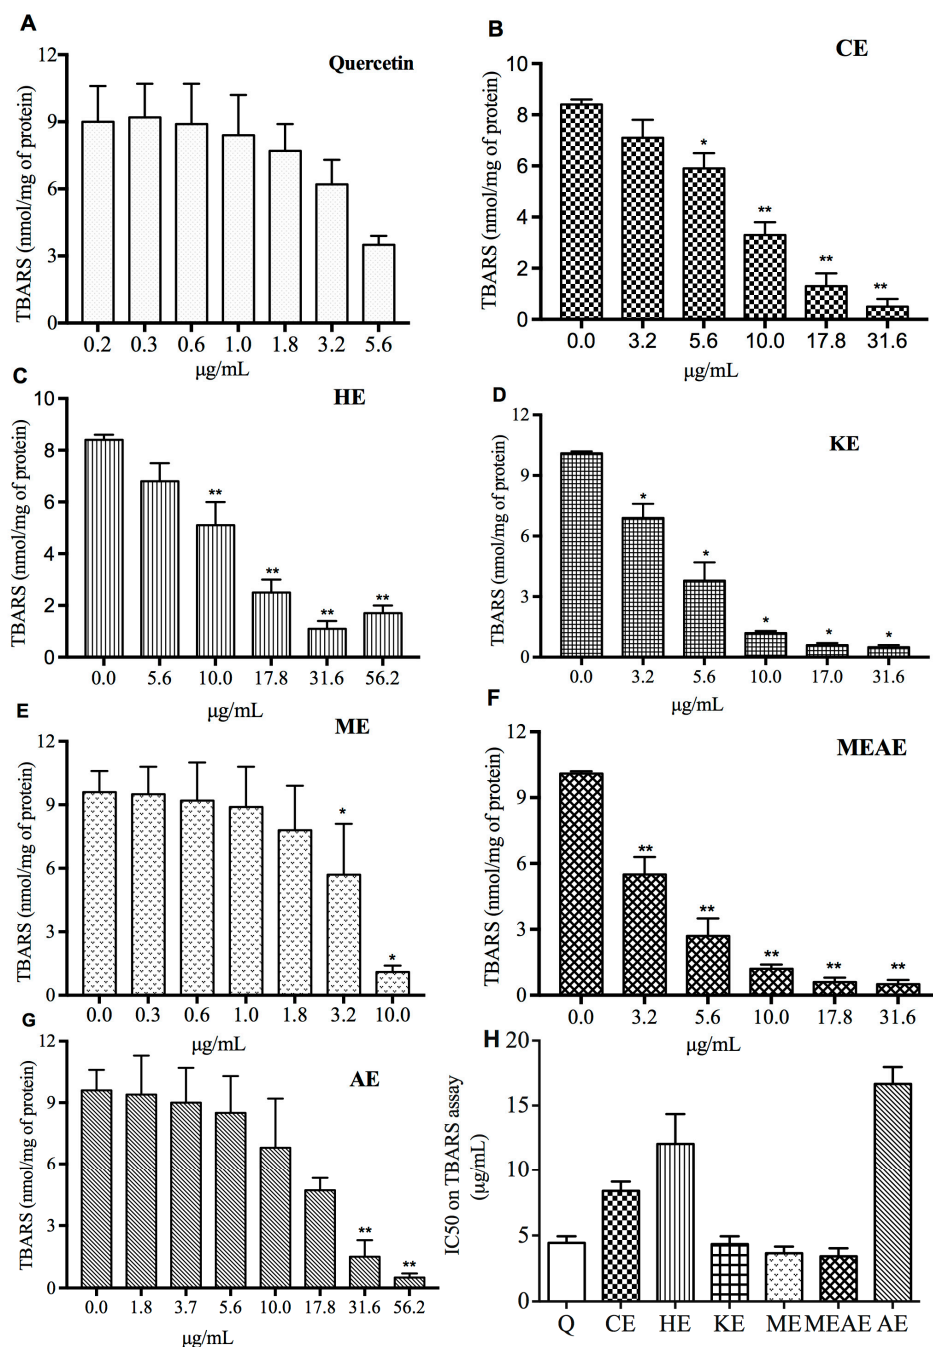 A
Quercetin
TBARS (nmol/mg of protein)
12
9
6
3
0
0.2 0.3 0.6 1.0 1.8 3.2 5.6
µg/mL
B
CE
TBARS (nmol/mg of protein)
10
8
6
4
2
0
* ** ** **
0.0 3.2 5.6 10.0 17.8 31.6
µg/mL
C
HE
TBARS (nmol/mg of protein)
10
8
6
4
2
0
** ** ** **
0.0 5.6 10.0 17.8 31.6 56.2
µg/mL
D
KE
TBARS (nmol/mg of protein)
12
9
6
3
0
* * * * *
0.0 3.2 5.6 10.0 17.0 31.6
µg/mL
E
ME
TBARS (nmol/mg of protein)
12
9
6
3
0
* *
0.0 0.3 0.6 1.0 1.8 3.2 10.0
µg/mL
F
MEAE
TBARS (nmol/mg of protein)
12
9
6
3
0
** ** ** ** **
0.0 3.2 5.6 10.0 17.8 31.6
µg/mL
G
AE
TBARS (nmol/mg of protein)
12
9
6
3
0
** **
0.0 1.8 3.7 5.6 10.0 17.8 31.6 56.2
µg/mL
H
IC50 on TBARS assay
(µg/mL)
20
15
10
5
0
Q CE HE KE ME MEAE AE